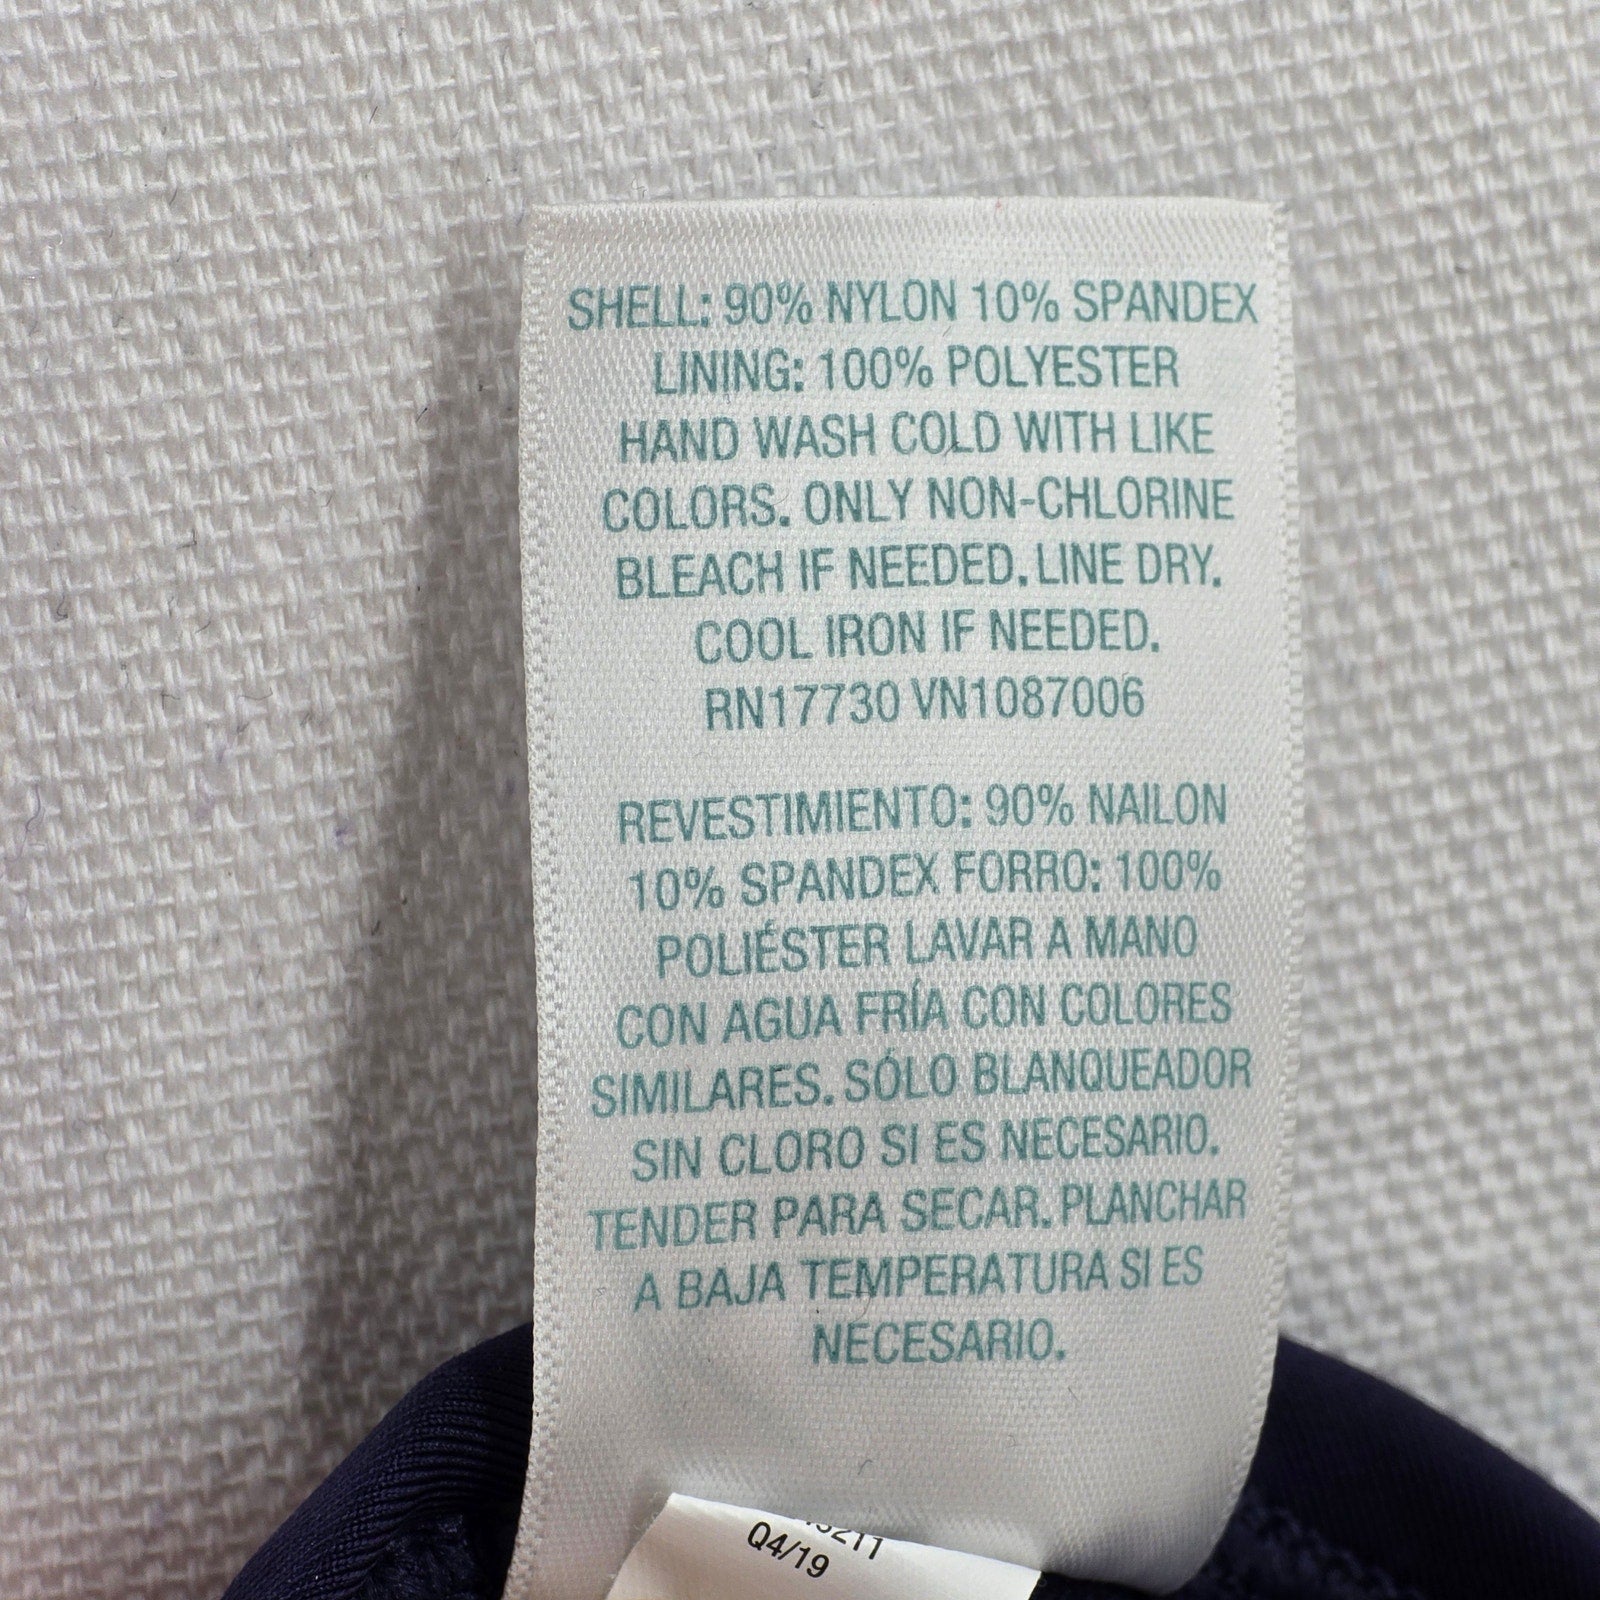 SHELL: 90% NYLON 10% SPANDEX
LINING: 100% POLYESTER
HAND WASH COLD WITH LIKE
COLORS. ONLY NON-CHLORINE
BLEACH IF NEEDED. LINE DRY.
COOL IRON IF NEEDED.
RN17730 VN1087006
REVESTIMIENTO: 90% NAILON
10% SPANDEX FORRO: 100%
POLIÉSTER LAVAR A MANO
CON AGUA FRÍA CON COLORES
SIMILARES. SÓLO BLANQUEADOR
SIN CLORO SI ES NECESARIO.
TENDER PARA SECAR. PLANCHAR
A BAJA TEMPERATURA SI ES
NECESARIO.
Q4/19